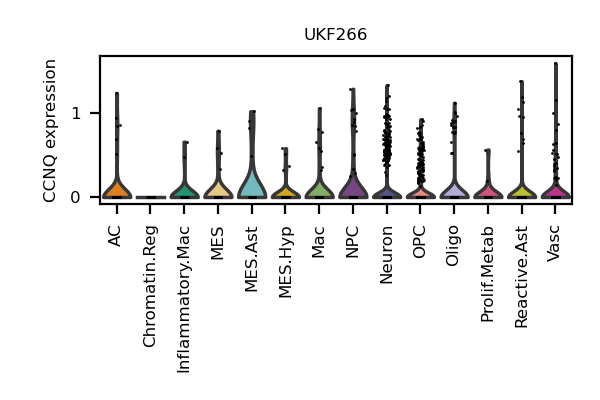 UKF266
CCNQ expression
1
0
AC
Chromatin.Reg
Inflammatory.Mac
MES
MES.Ast
MES.Hyp
Mac
NPC
Neuron
OPC
Oligo
Prolif.Metab
Reactive.Ast
Vasc